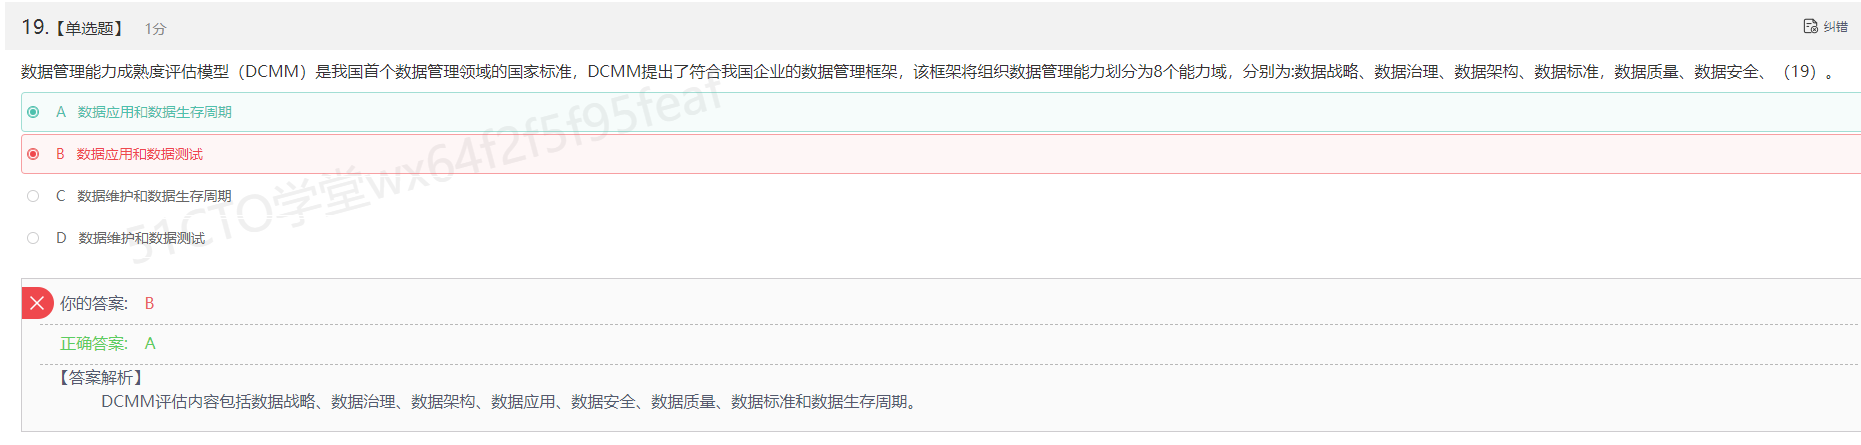 19.【单选题】 1分 纠错
数据管理能力成熟度评估模型（DCMM）是我国首个数据管理领域的国家标准，DCMM提出了符合我国企业的数据管理框架，该框架将组织数据管理能力划分为8个能力域，分别为:数据战略、数据治理、数据架构、数据标准，数据质量、数据安全、（19）。
A 数据应用和数据生存周期
B 数据应用和数据测试
C 数据维护和数据生存周期
D 数据维护和数据测试
51CTO学堂wx64f2f5f95feaf
你的答案: B
正确答案: A
【答案解析】
DCMM评估内容包括数据战略、数据治理、数据架构、数据应用、数据安全、数据质量、数据标准和数据生存周期。